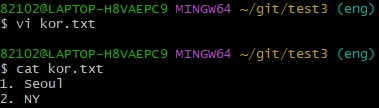 82102@LAPTOP-H8VAEPC9 MINGW64 ~/git/test3 (eng)
$ vi kor.txt
82102@LAPTOP-H8VAEPC9 MINGW64 ~/git/test3 (eng)
$ cat kor.txt
1. Seoul
2. NY